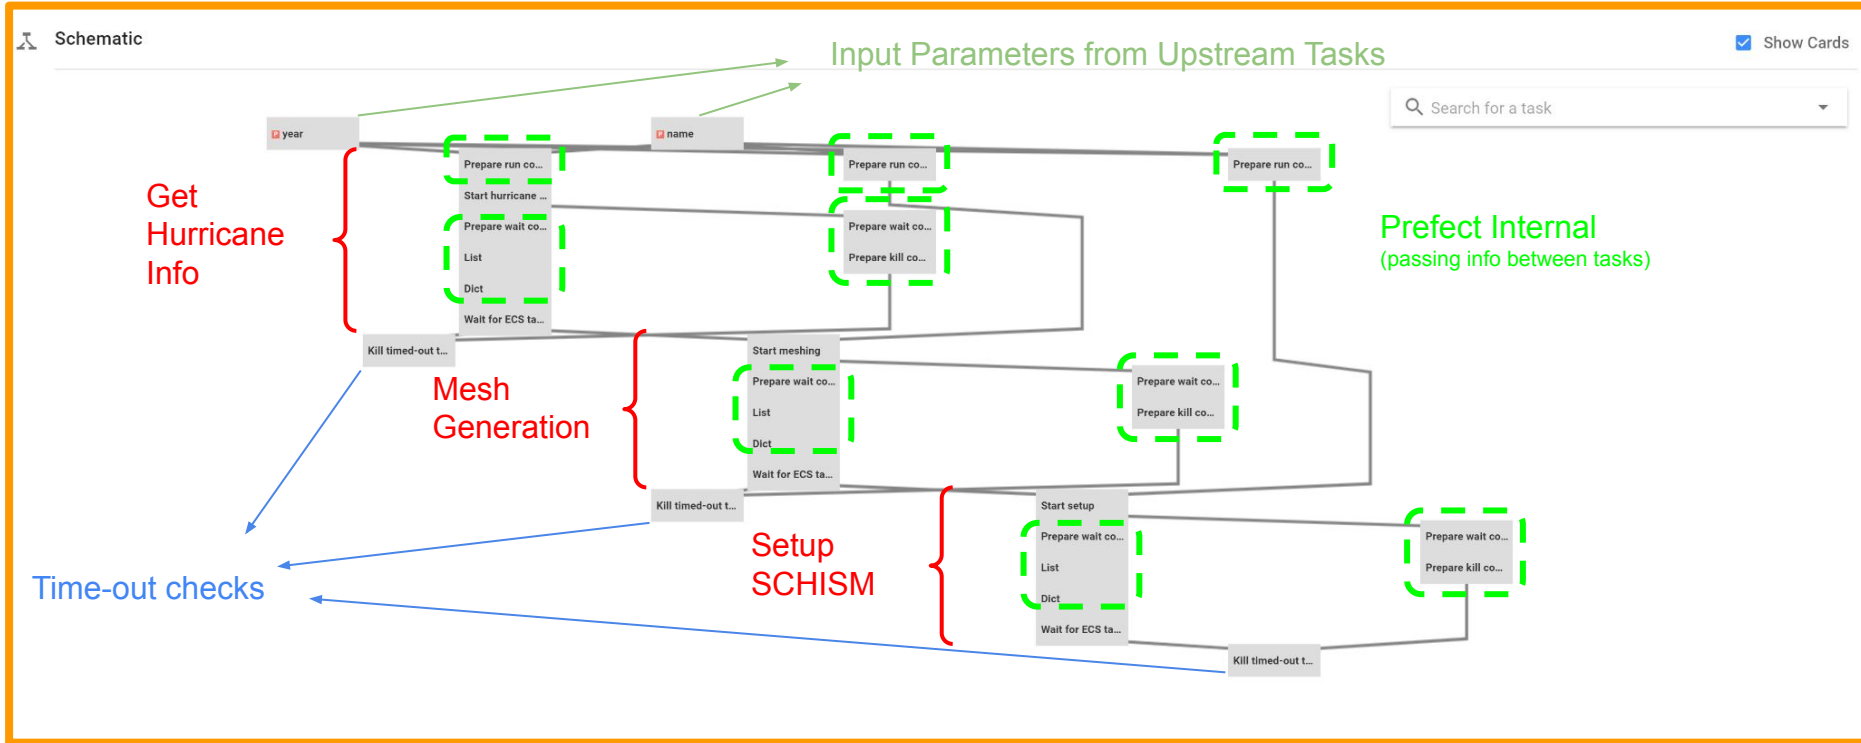 Schematic
Input Parameters from Upstream Tasks
Show Cards
Search for a task
year
name
Prepare run co...
Prepare run co...
Prepare run co...
Get
Hurricane
Info
Start hurricane ...
Prepare wait co...
List
Dict
Wait for ECS ta...
Prepare wait co...
Prepare kill co...
Prefect Internal
(passing info between tasks)
Kill timed-out t...
Mesh
Generation
Start meshing
Prepare wait co...
List
Dict
Wait for ECS ta...
Prepare wait co...
Prepare kill co...
Kill timed-out t...
Setup
SCHISM
Start setup
Prepare wait co...
List
Dict
Wait for ECS ta...
Prepare wait co...
Prepare kill co...
Time-out checks
Kill timed-out t...